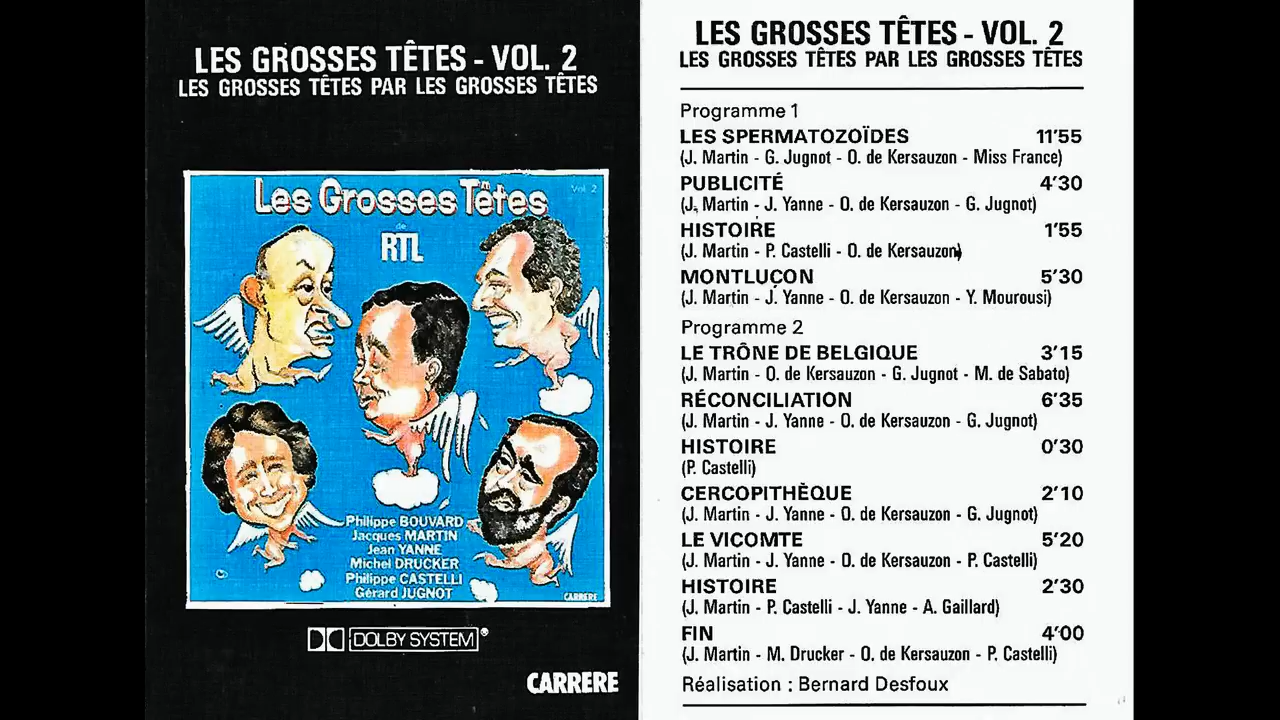 LES GROSSES TÊTES - VOL. 2
LES GROSSES TÊTES PAR LES GROSSES TÊTES
Les Grosses Têtes
Vol. 2
de
RTL
Philippe BOUVARD
Jacques MARTIN
Jean YANNE
Michel DRUCKER
Philippe CASTELLI
Gérard JUGNOT
CARRERE
DOLBY SYSTEM®
CARRERE
LES GROSSES TÊTES - VOL. 2
LES GROSSES TÊTES PAR LES GROSSES TÊTES
Programme 1
LES SPERMATOZOÏDES 11'55
(J. Martin - G. Jugnot - O. de Kersauzon - Miss France)
PUBLICITÉ 4'30
(J. Martin - J. Yanne - O. de Kersauzon - G. Jugnot)
HISTOIRE 1'55
(J. Martin - P. Castelli - O. de Kersauzon)
MONTLUÇON 5'30
(J. Martin - J. Yanne - O. de Kersauzon - Y. Mourousi)
Programme 2
LE TRÔNE DE BELGIQUE 3'15
(J. Martin - O. de Kersauzon - G. Jugnot - M. de Sabato)
RÉCONCILIATION 6'35
(J. Martin - J. Yanne - O. de Kersauzon - G. Jugnot)
HISTOIRE 0'30
(P. Castelli)
CERCOPITHÈQUE 2'10
(J. Martin - J. Yanne - O. de Kersauzon - G. Jugnot)
LE VICOMTE 5'20
(J. Martin - J. Yanne - O. de Kersauzon - P. Castelli)
HISTOIRE 2'30
(J. Martin - P. Castelli - J. Yanne - A. Gaillard)
FIN 4'00
(J. Martin - M. Drucker - O. de Kersauzon - P. Castelli)
Réalisation : Bernard Desfoux